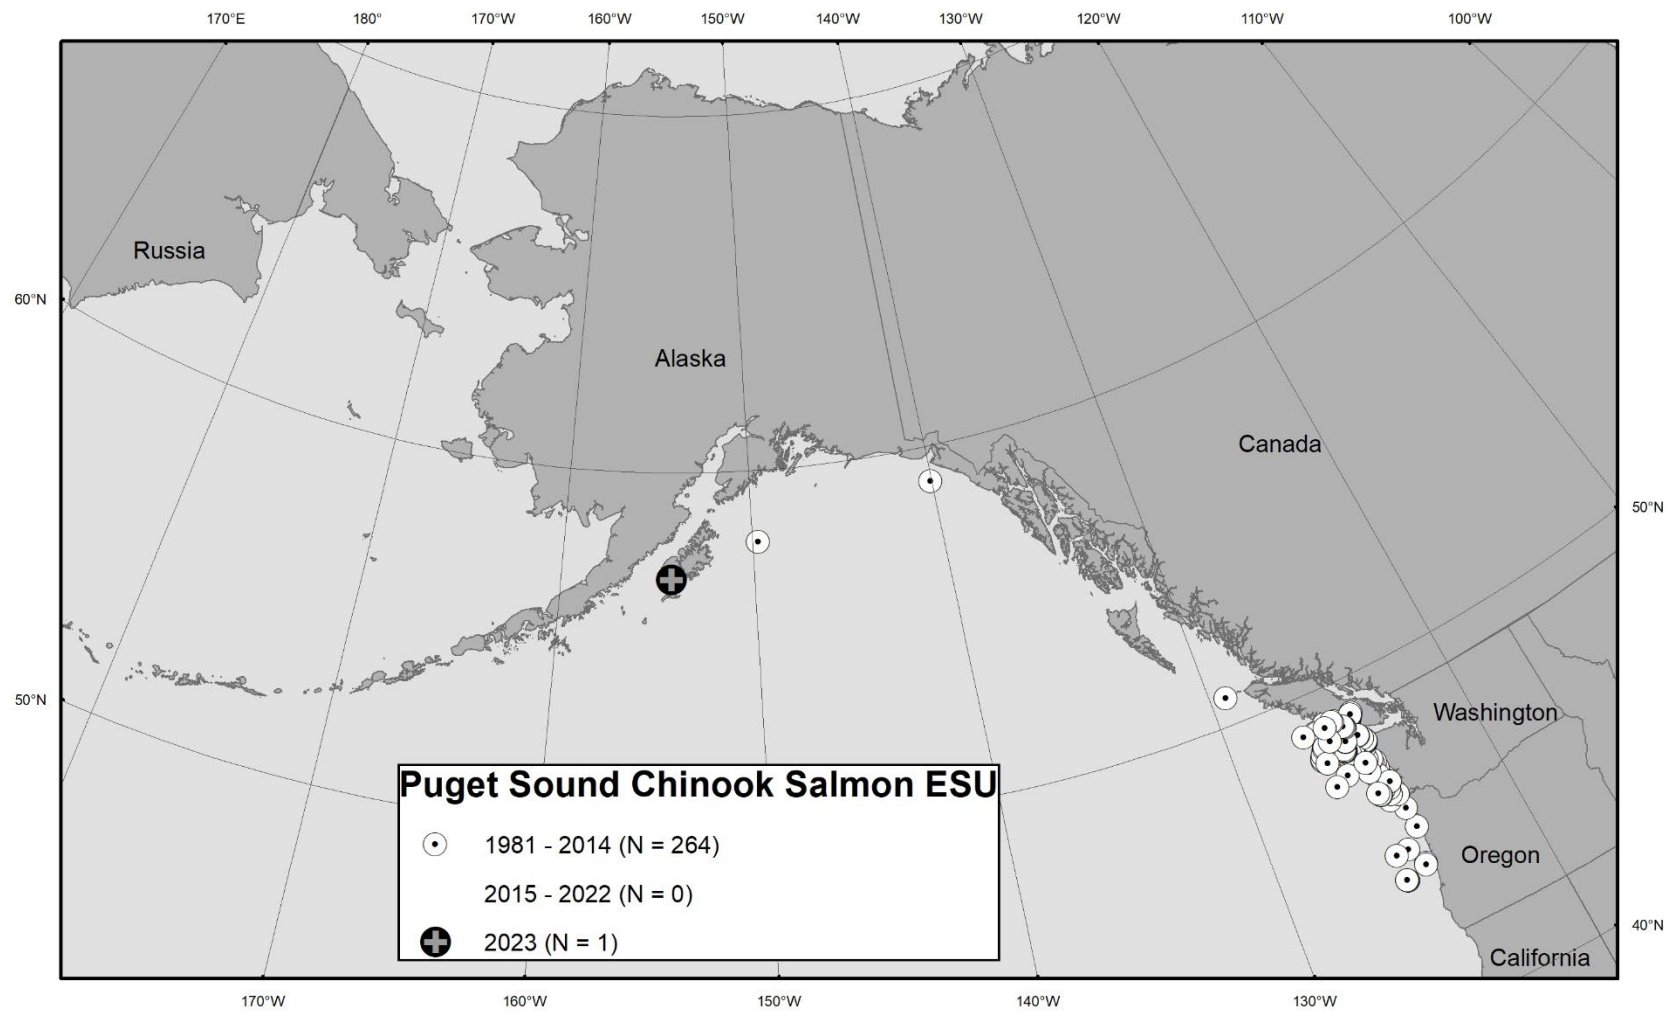 170°E 180° 170°W 160°W 150°W 140°W 130°W 120°W 110°W 100°W
Russia
60°N
Alaska
Canada
50°N
50°N
Washington
Puget Sound Chinook Salmon ESU
1981 - 2014 (N = 264)
Oregon
2015 - 2022 (N = 0)
40°N
2023 (N = 1)
California
170°W 160°W 150°W 140°W 130°W